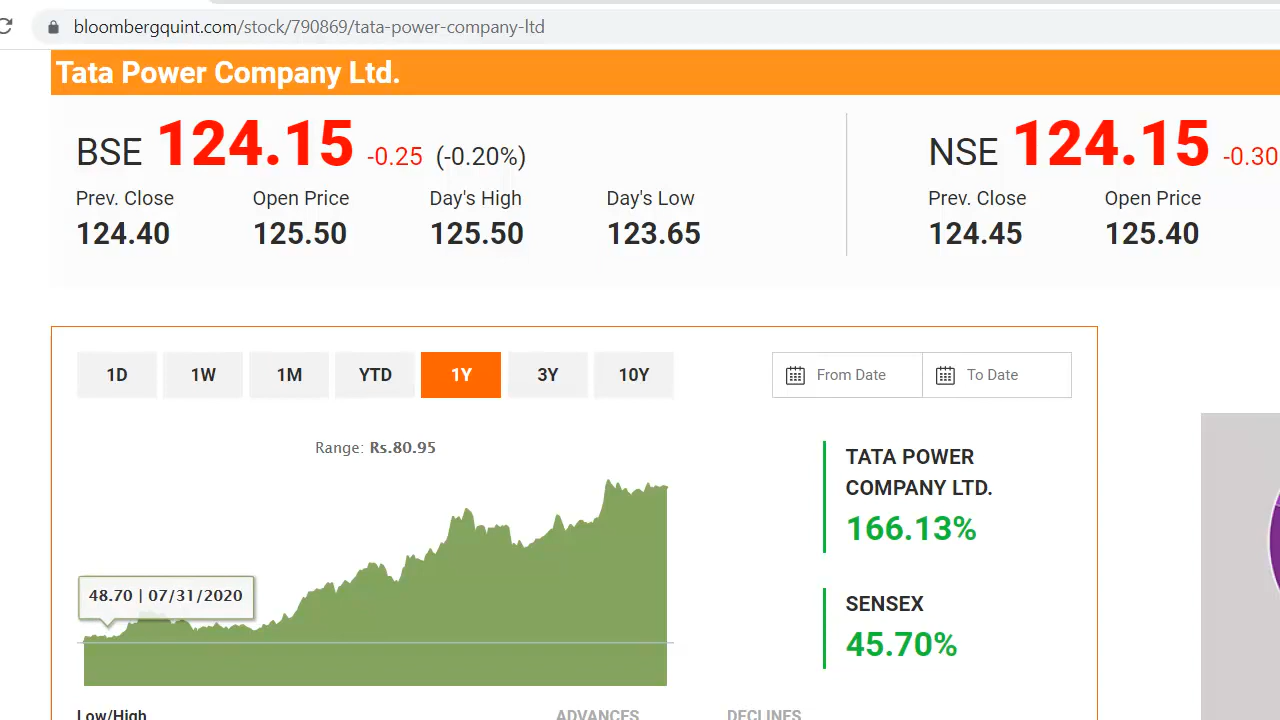 bloombergquint.com/stock/790869/tata-power-company-ltd
Tata Power Company Ltd.
BSE 124.15 -0.25 (-0.20%)
Prev. Close Open Price Day's High Day's Low
124.40 125.50 125.50 123.65
NSE 124.15 -0.30
Prev. Close Open Price
124.45 125.40
1D 1W 1M YTD 1Y 3Y 10Y From Date To Date
Range: Rs.80.95
48.70 | 07/31/2020
TATA POWER
COMPANY LTD.
166.13%
SENSEX
45.70%
Low/High ADVANCES DECLINES